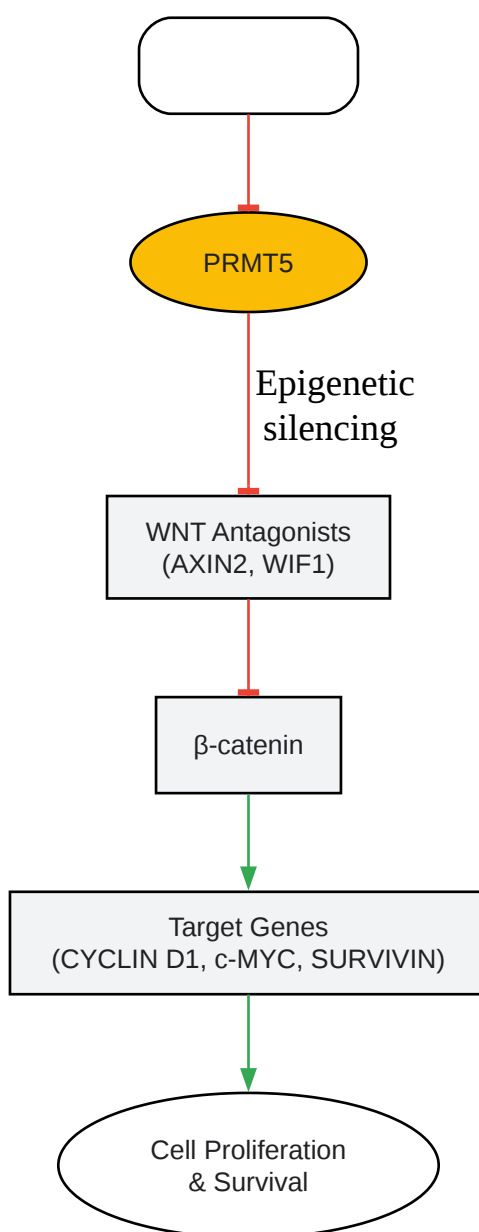 PRMT5
Epigenetic
silencing
WNT Antagonists
(AXIN2, WIF1)
β-catenin
Target Genes
(CYCLIN D1, c-MYC, SURVIVIN)
Cell Proliferation
& Survival